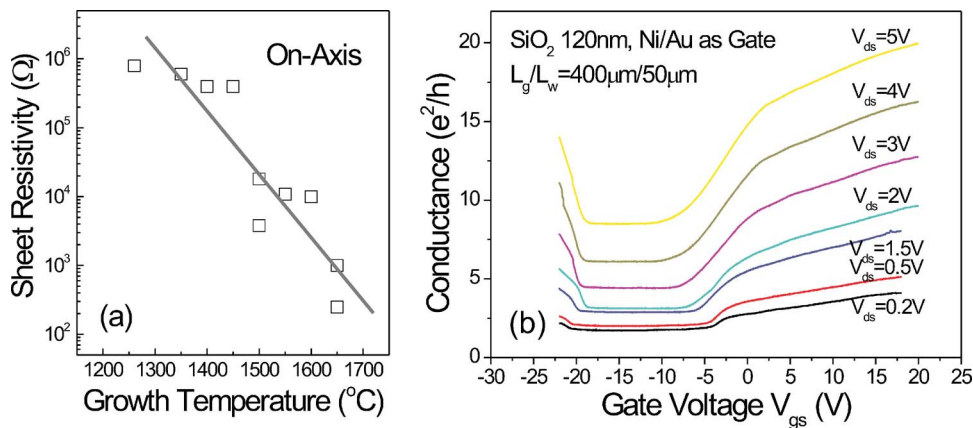 (a)
On-Axis
Sheet Resistivity (Ω)
10⁶
10⁵
10⁴
10³
10²
1200 1300 1400 1500 1600 1700
Growth Temperature (°C)
SiO₂ 120nm, Ni/Au as Gate
L_g/L_w=400μm/50μm
V_ds=5V
V_ds=4V
V_ds=3V
V_ds=2V
V_ds=1.5V
V_ds=0.5V
V_ds=0.2V
(b)
Conductance (e²/h)
20
15
10
5
0
-30 -25 -20 -15 -10 -5 0 5 10 15 20 25
Gate Voltage V_gs (V)